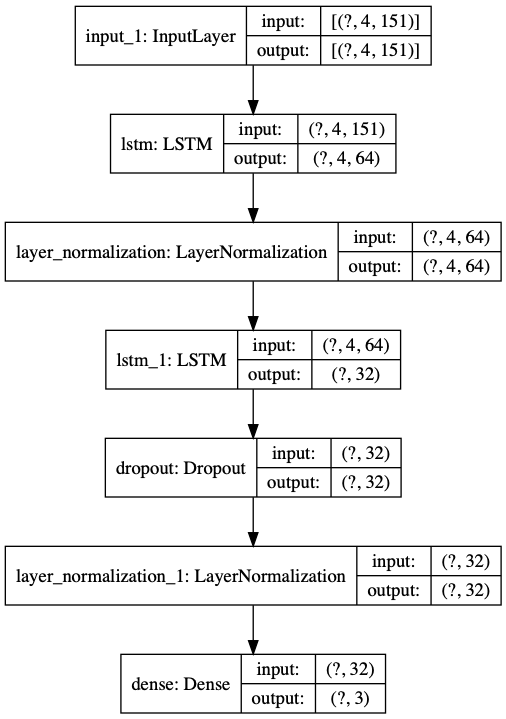 input_1: InputLayer
input:
[(?, 4, 151)]
output:
[(?, 4, 151)]
lstm: LSTM
input:
(?, 4, 151)
output:
(?, 4, 64)
layer_normalization: LayerNormalization
input:
(?, 4, 64)
output:
(?, 4, 64)
lstm_1: LSTM
input:
(?, 4, 64)
output:
(?, 32)
dropout: Dropout
input:
(?, 32)
output:
(?, 32)
layer_normalization_1: LayerNormalization
input:
(?, 32)
output:
(?, 32)
dense: Dense
input:
(?, 32)
output:
(?, 3)